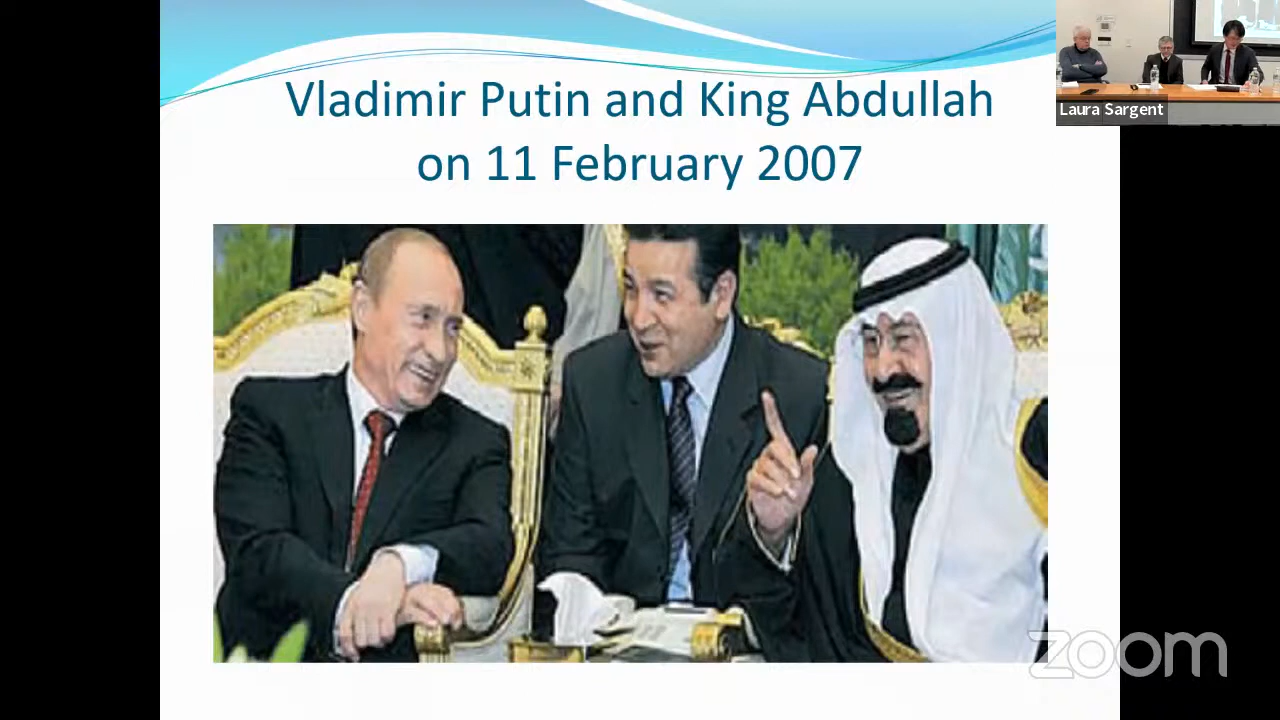 Vladimir Putin and King Abdullah
on 11 February 2007
Laura Sargent
zoom